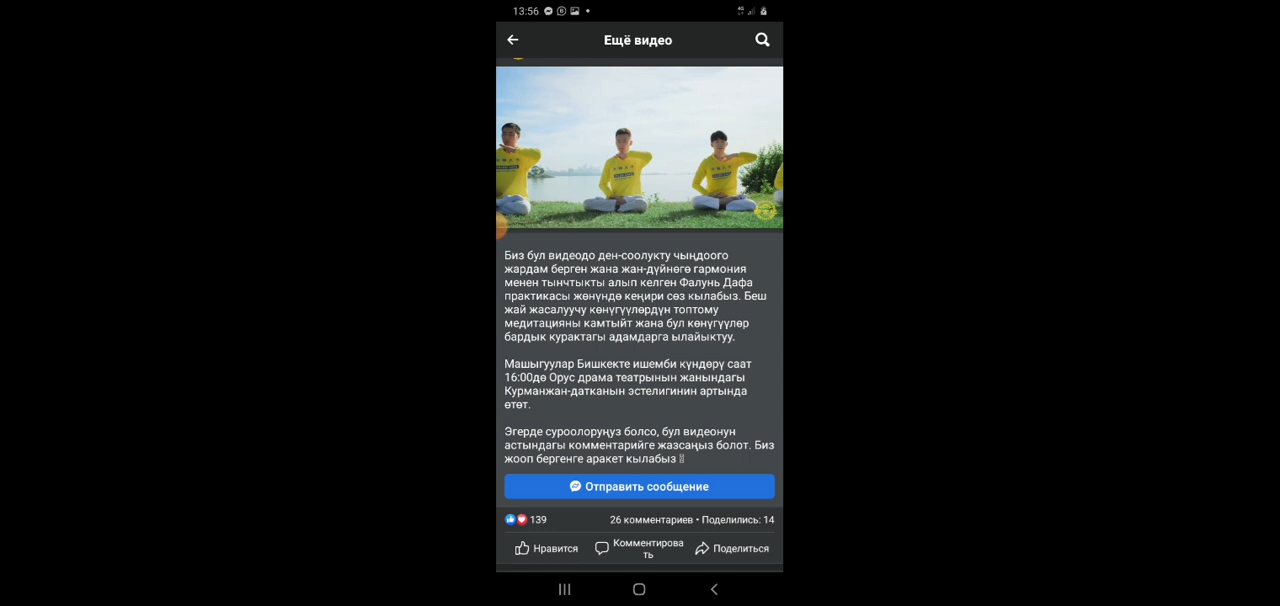 13:56
4G
Ещё видео
Биз бул видеодо ден-соолукту чыңдоого
жардам берген жана жан-дүйнөгө гармония
менен тынчтыкты алып келген Фалунь Дафа
практикасы жөнүндө кеңири сөз кылабыз. Беш
жай жасалуучу көнүгүүлөрдүн топтому
медитацияны камтыйт жана бул көнүгүүлөр
бардык курактагы адамдарга ылайыктуу.
Машыгуулар Бишкекте ишемби күндөрү саат
16:00дө Орус драма театрынын жанындагы
Курманжан-датканын эстелигинин артында
өтөт.
Эгерде суроолоруңуз болсо, бул видеонун
астындагы комментарийге жазсаңыз болот. Биз
жооп бергенге аракет кылабыз
Отправить сообщение
139
26 комментариев • Поделились: 14
Нравится
Комментирова
ть
Поделиться